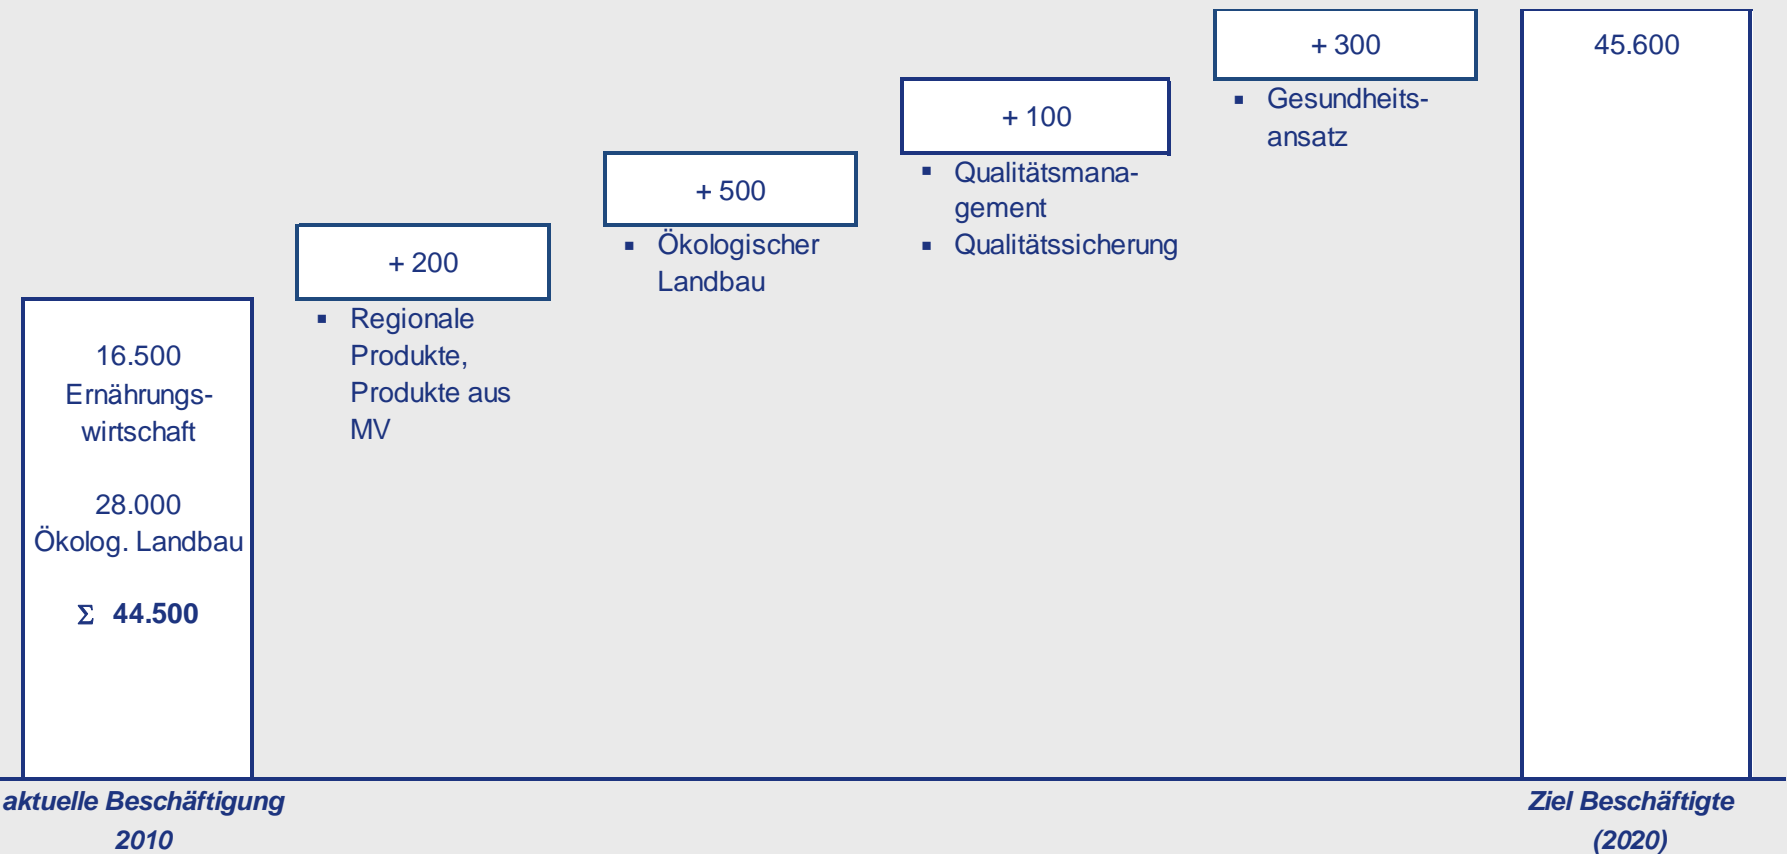 16.500
Ernährungs-
wirtschaft
28.000
Ökolog. Landbau
Σ 44.500
aktuelle Beschäftigung
2010
+ 200
▪ Regionale
Produkte,
Produkte aus
MV
+ 500
▪ Ökologischer
Landbau
+ 100
▪ Qualitätsmana-
gement
▪ Qualitätssicherung
+ 300
▪ Gesundheits-
ansatz
45.600
Ziel Beschäftigte
(2020)